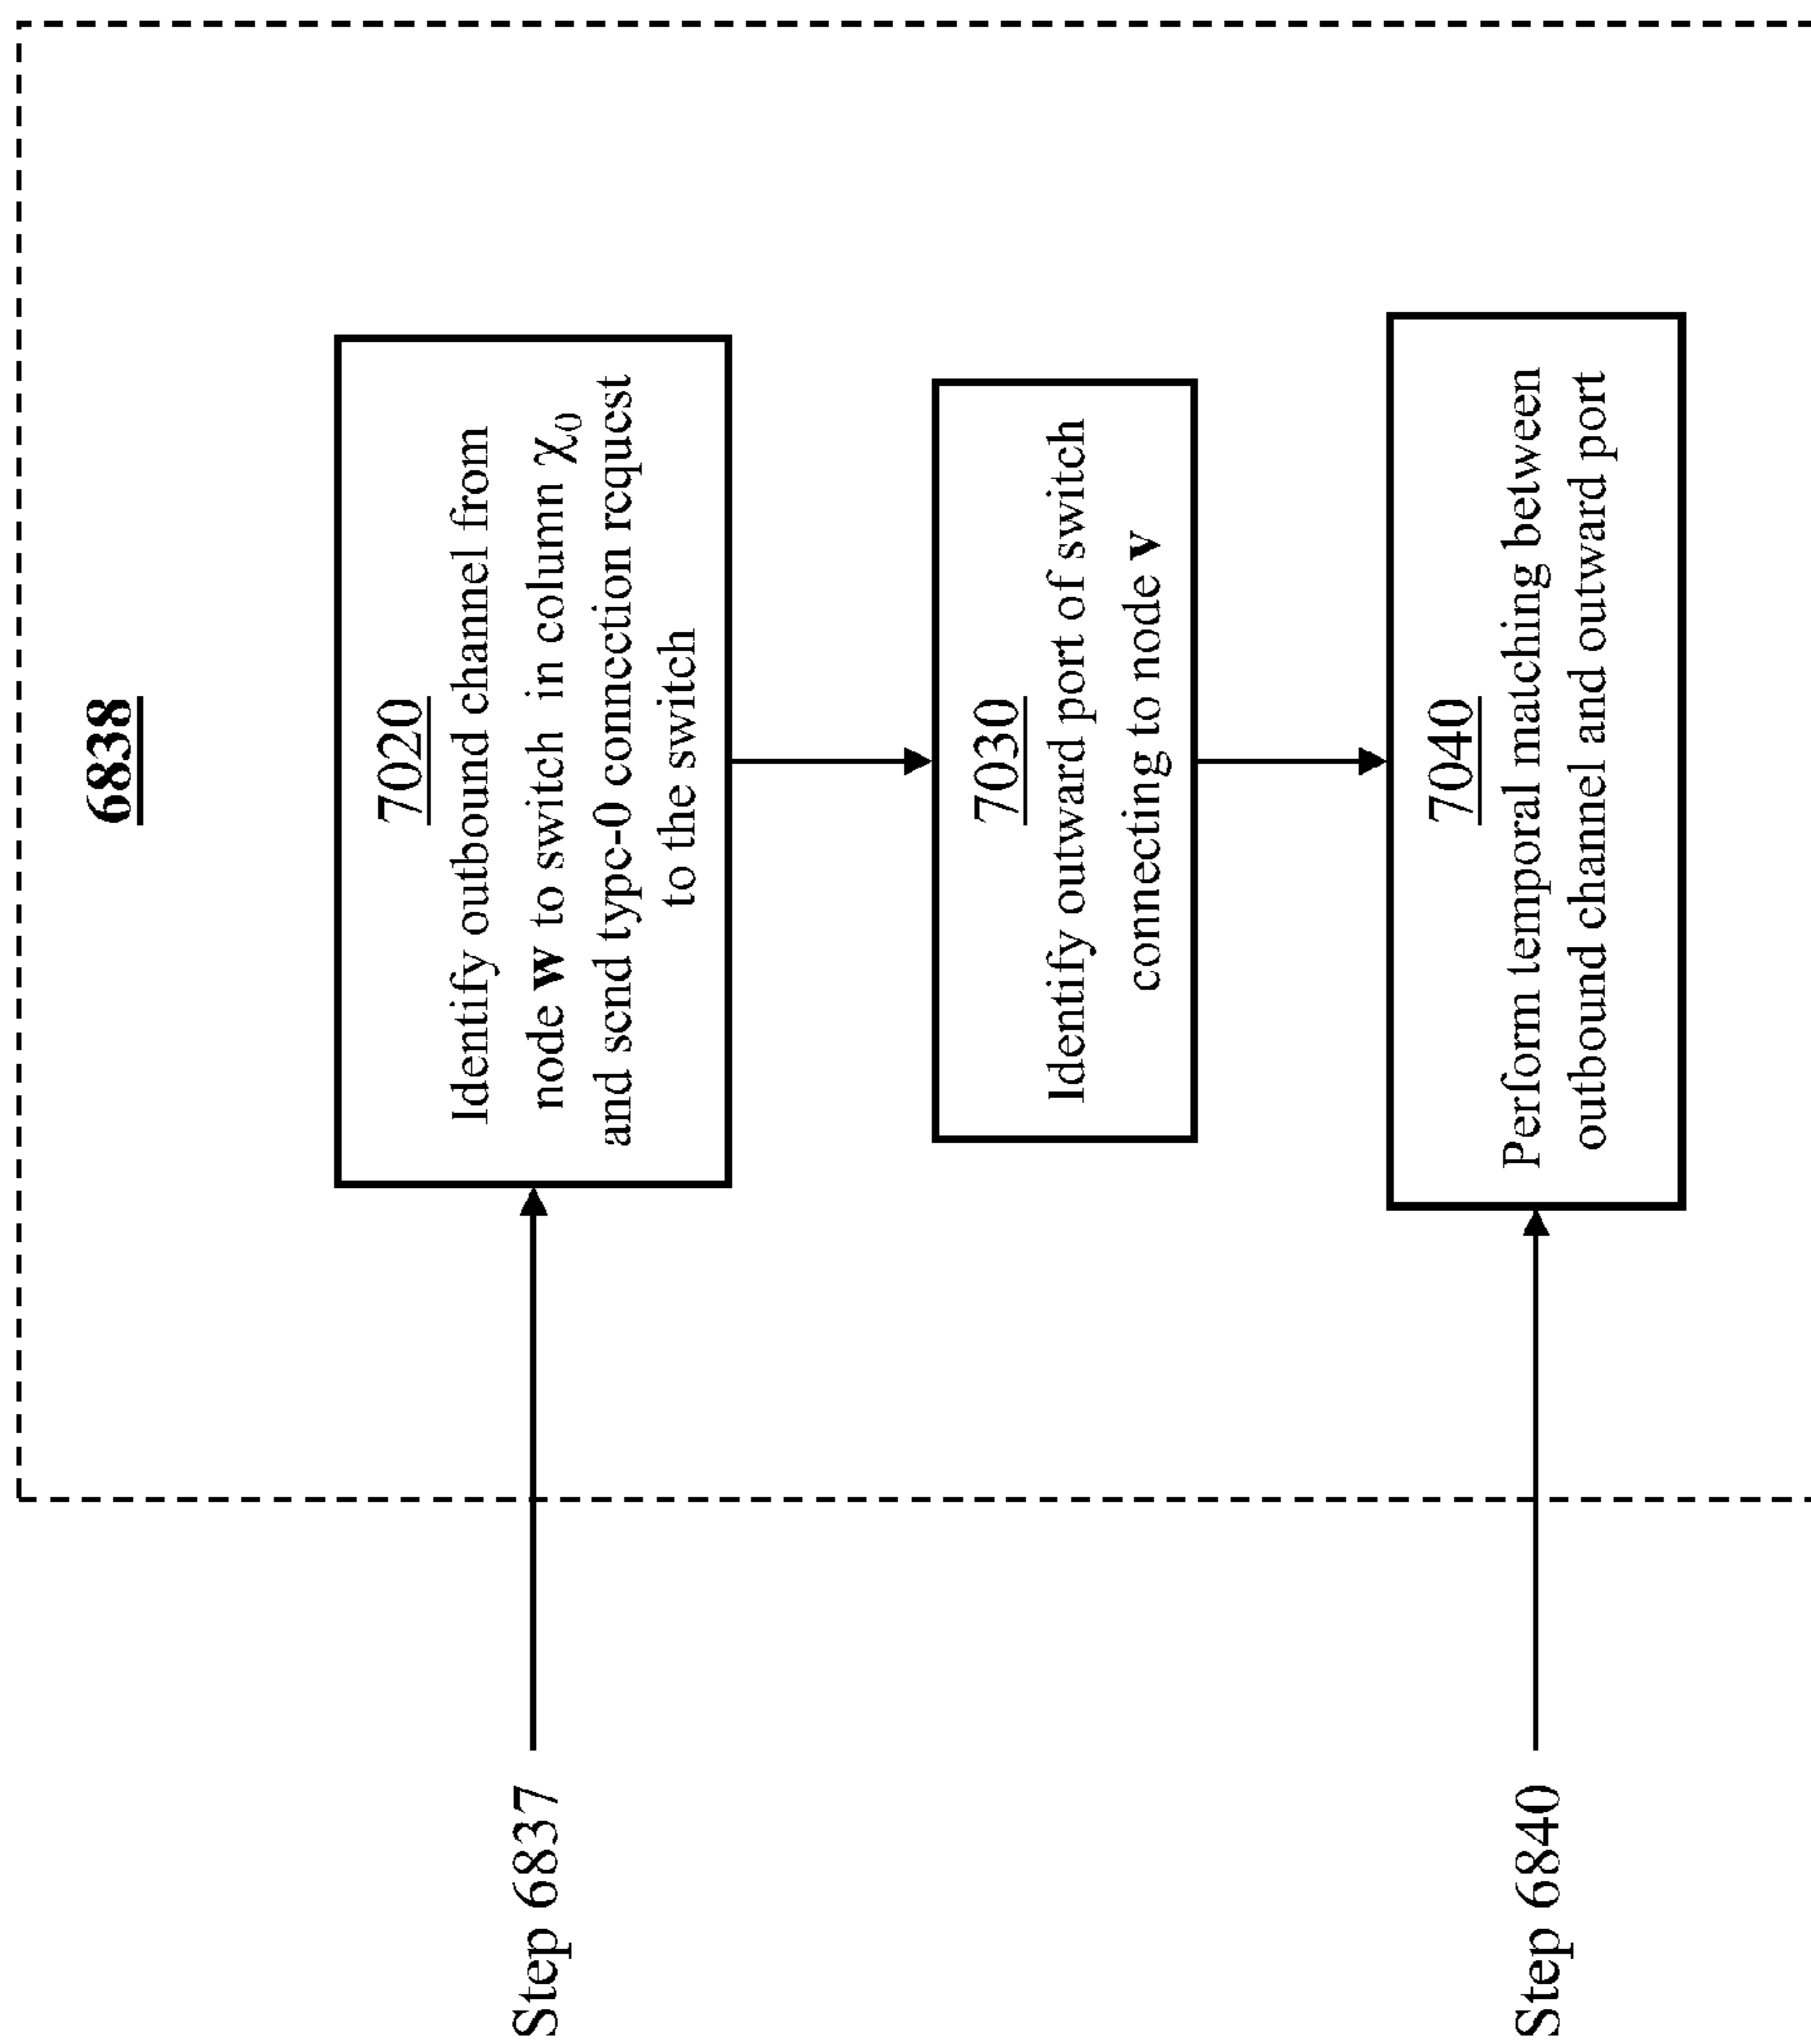 6838
7020
Identify outbound channel from
node w to switch in column χ₀
and send type-0 connection request
to the switch
Step 6837
7030
Identify outward port of switch
connecting to node v
7040
Perform temporal matching between
outbound channel and outward port
Step 6840